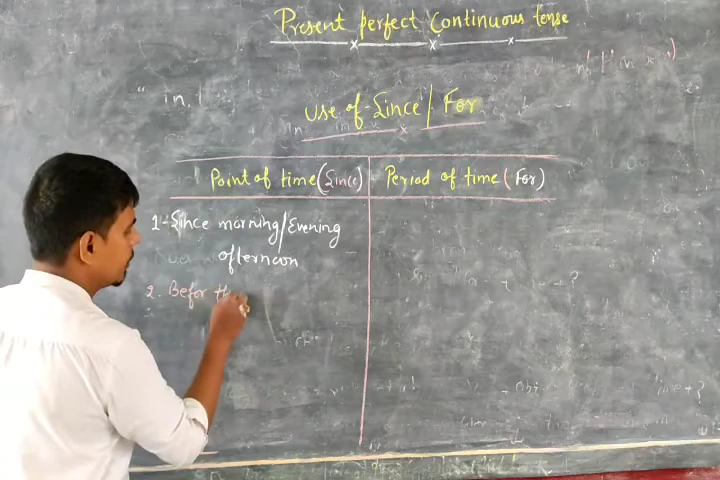 Present perfect Continuous tense
use of Since / For
Point of time (Since) Period of time (For)
1-Since morning/Evening
afternoon
2. Befor